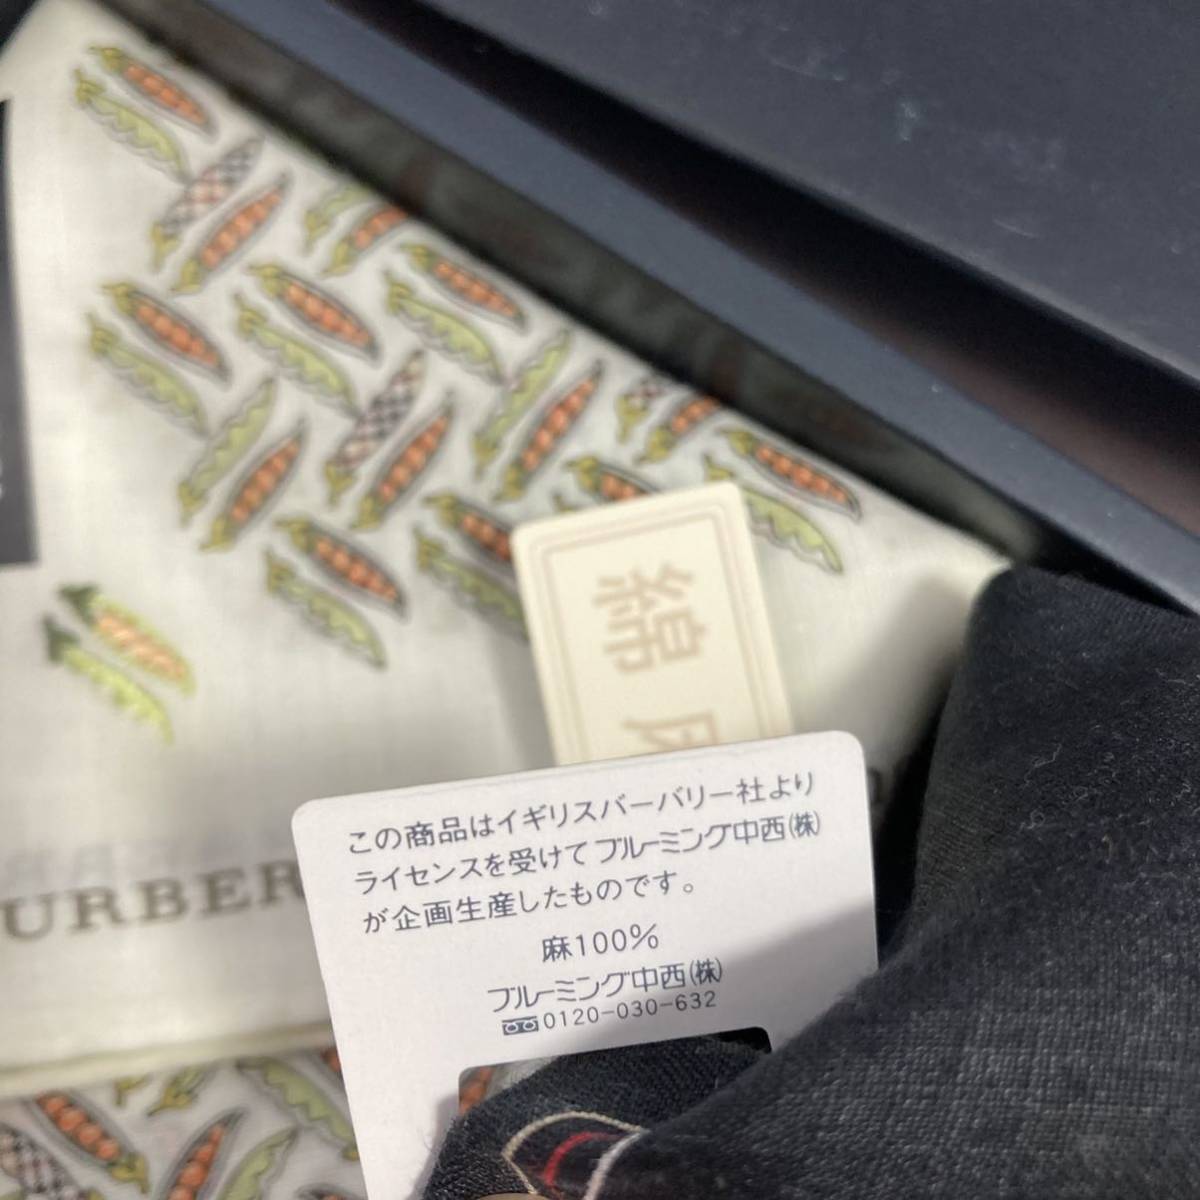 綿
URBER
この商品はイギリスバーバリー社より
ライセンスを受けてブルーミング中西(株)
が企画生産したものです。
麻100%
ブルーミング中西(株)
0120-030-632